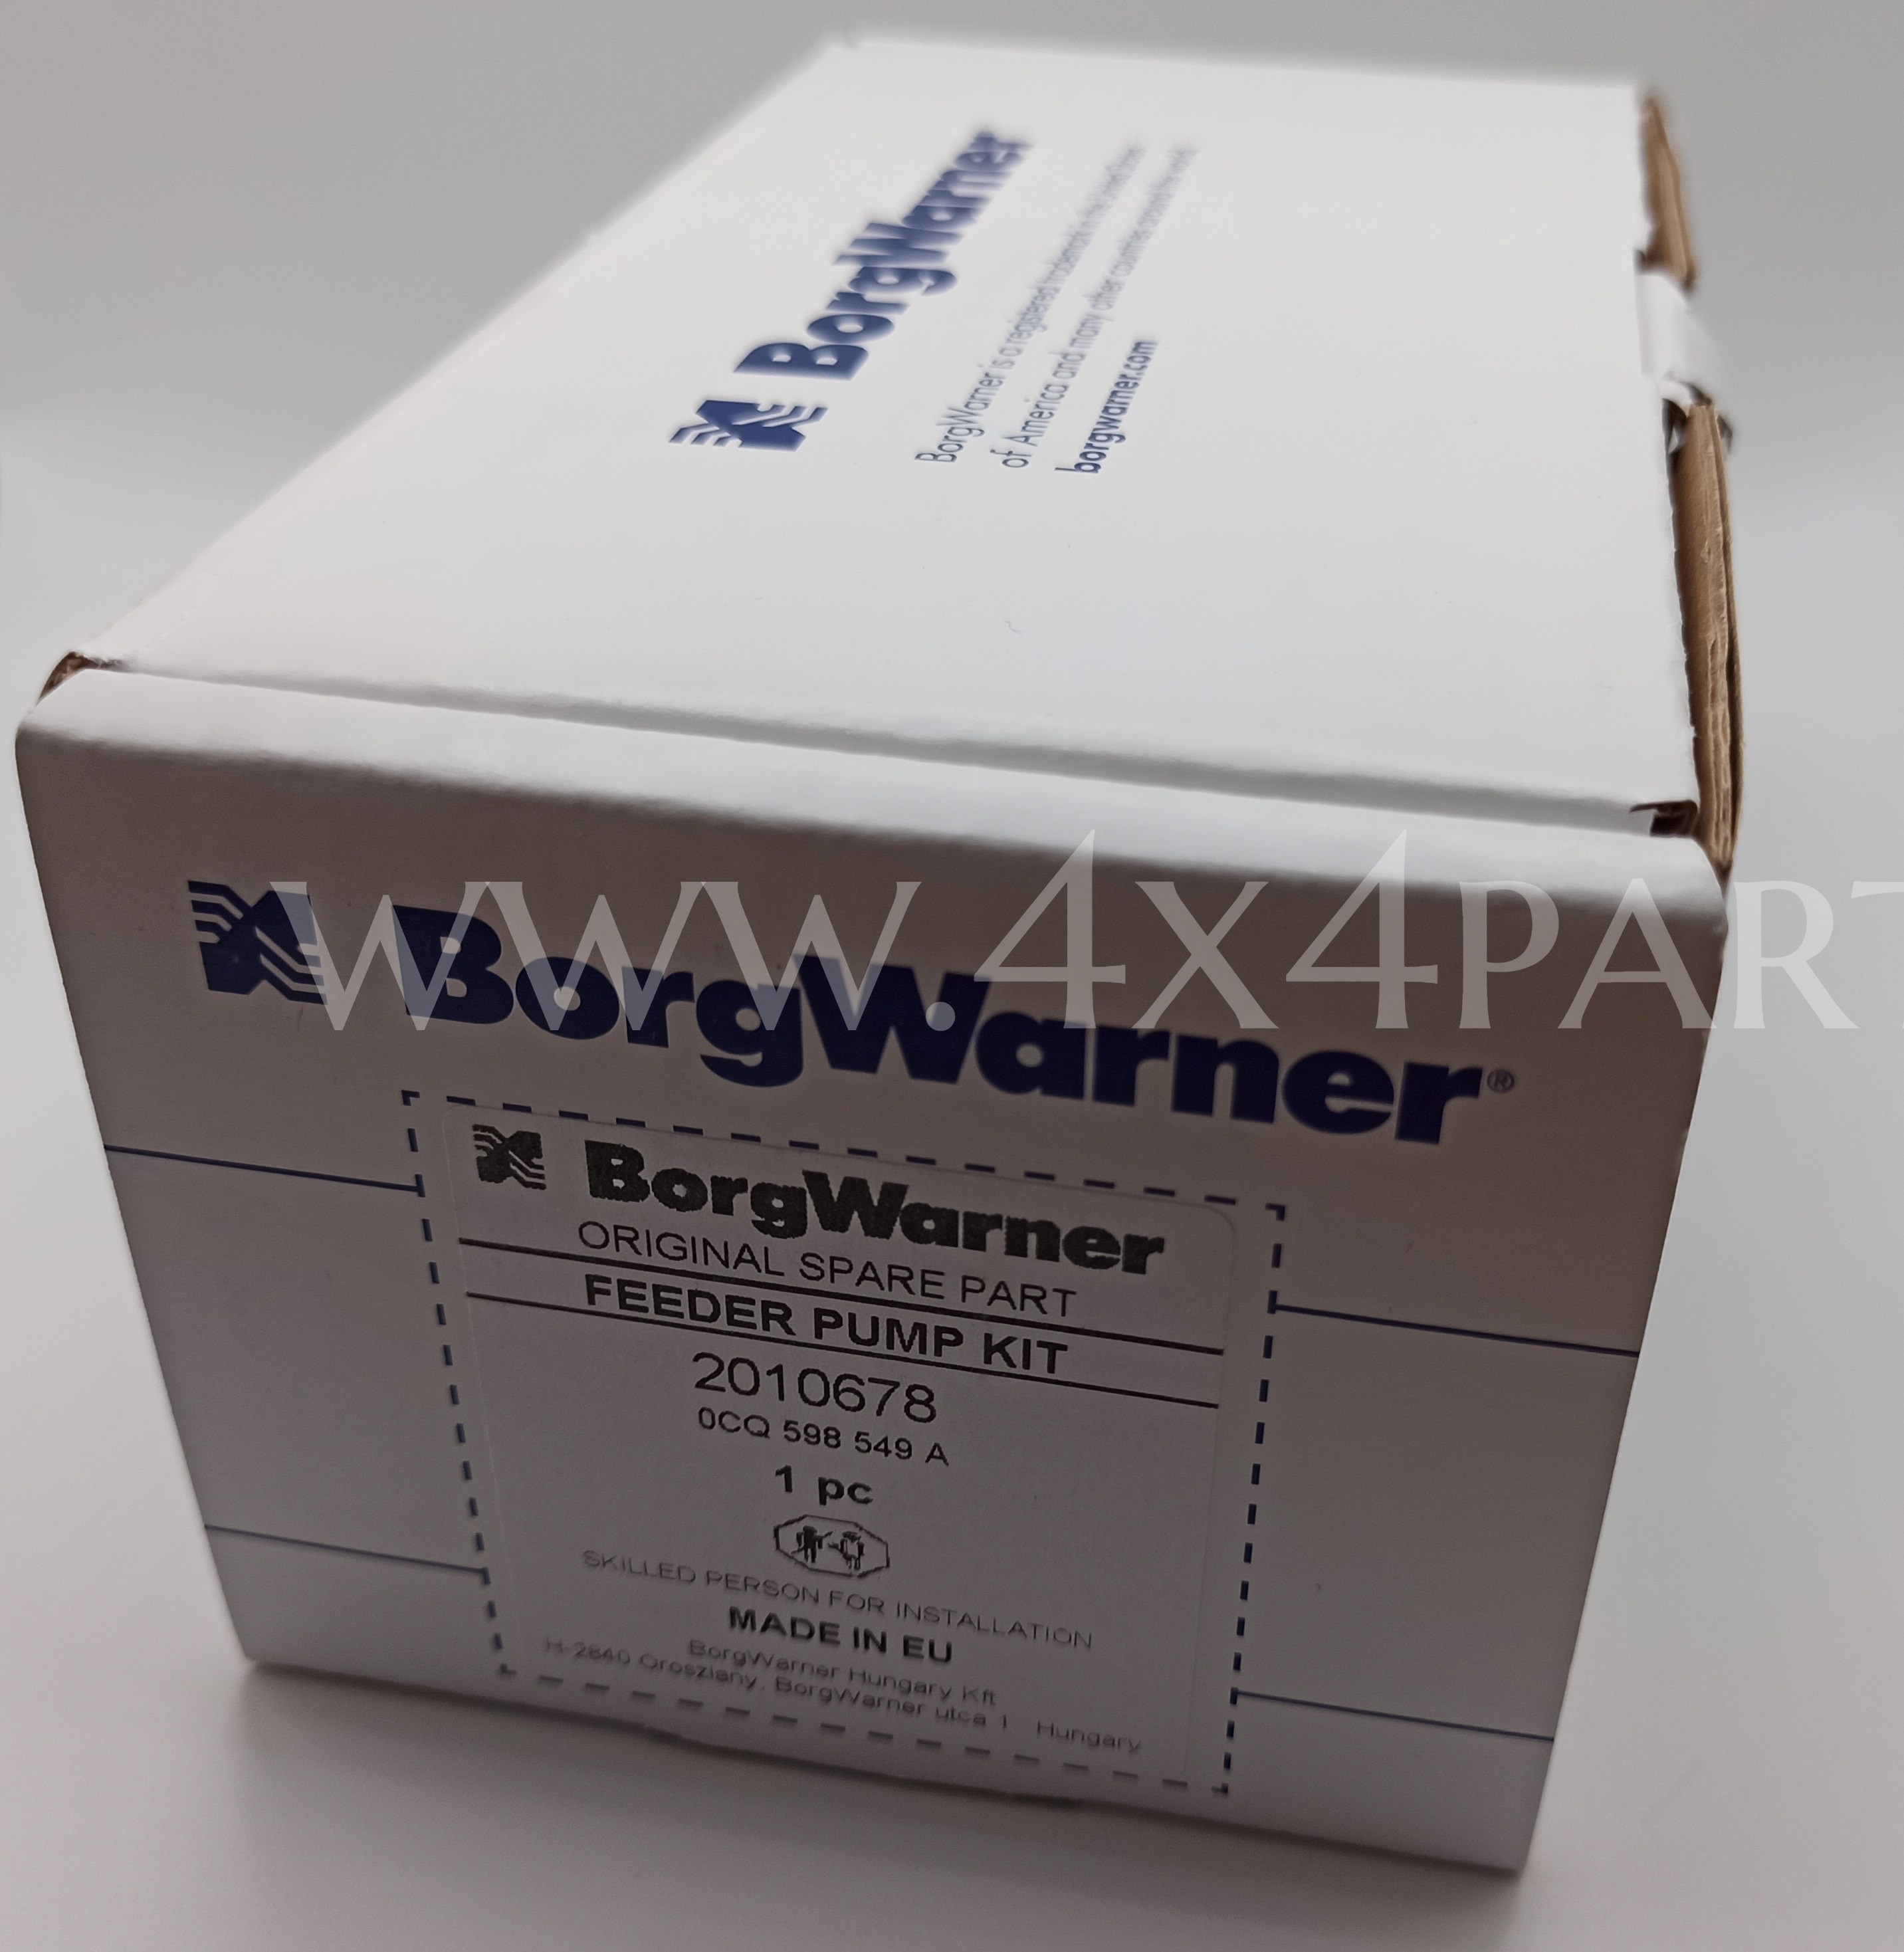 BorgWarner
BorgWarner is a registered trademark in the United States
of America and many other countries around the world.
borgwarner.com
www.4x4PART
BorgWarner®
BorgWarner
ORIGINAL SPARE PART
FEEDER PUMP KIT
2010678
0CQ 598 549 A
1 pc
SKILLED PERSON FOR INSTALLATION
MADE IN EU
BorgWarner Hungary Kft
H-2840 Oroszlany, BorgWarner utca 1 Hungary